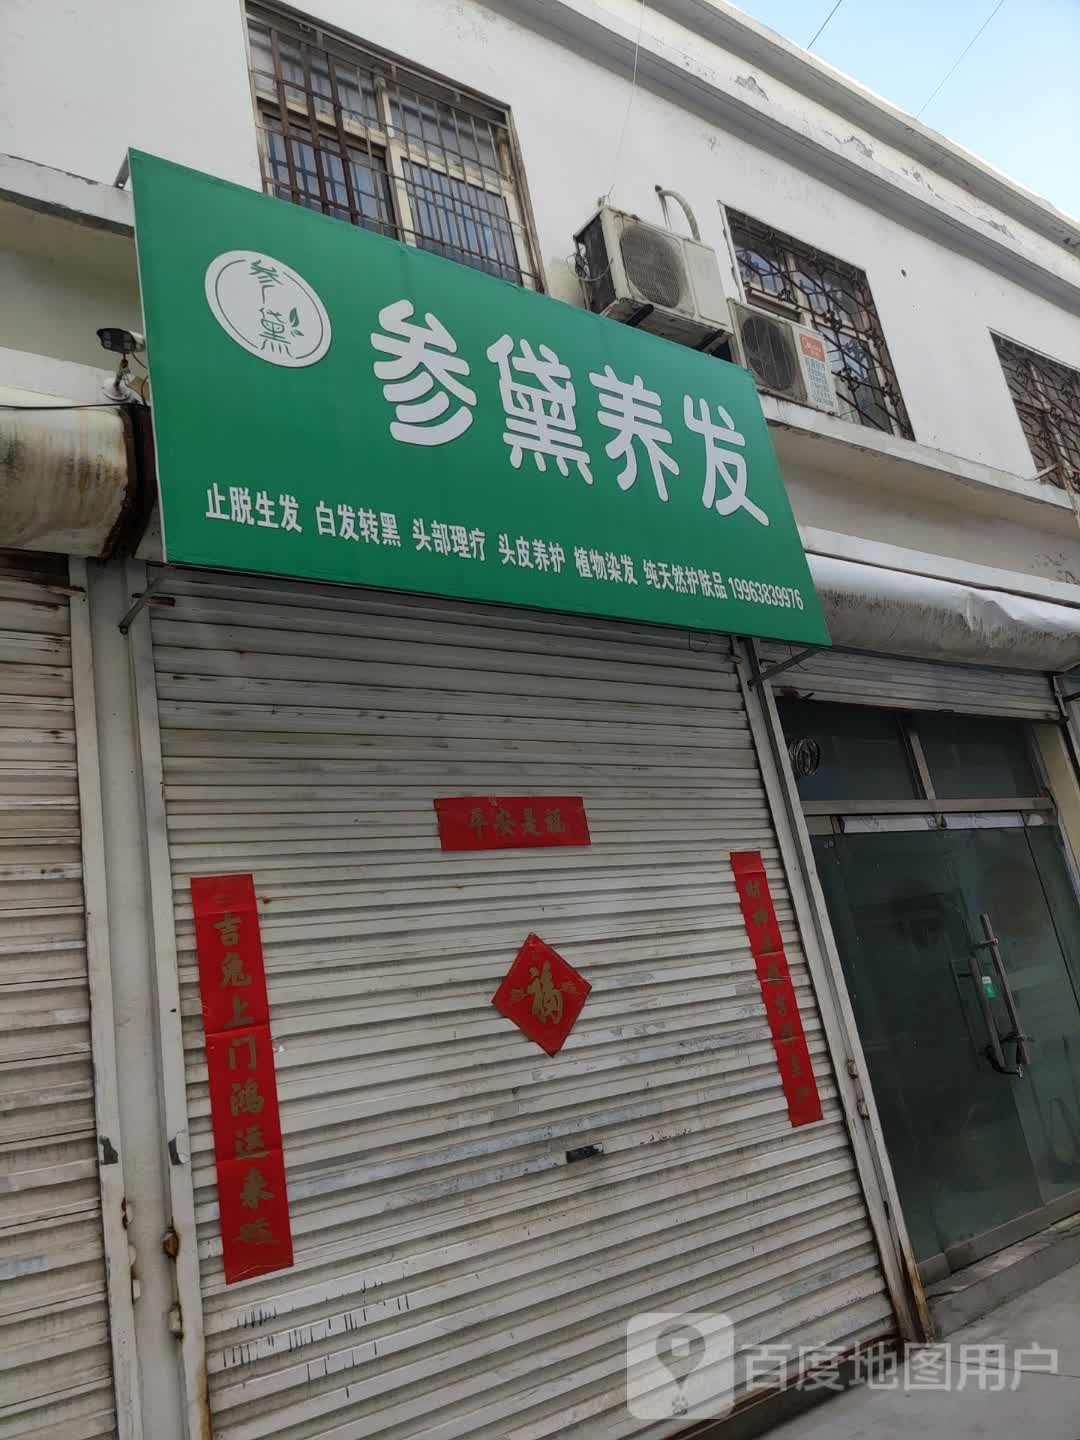 参黛
参黛养发
止脱生发 白发转黑 头部理疗 头皮养护 植物染发 纯天然护肤品 19963839976
平安是福
吉兔上门鸿运来
福
百度地图用户